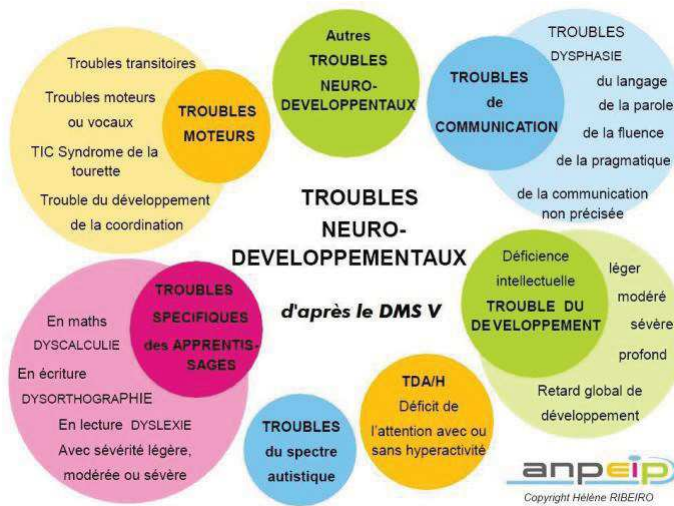 Troubles transitoires
Troubles moteurs
ou vocaux
TIC Syndrome de la
tourette
Trouble du développement
de la coordination
TROUBLES
MOTEURS
Autres
TROUBLES
NEURO-
DEVELOPPENTAUX
TROUBLES
de
COMMUNICATION
TROUBLES
DYSPHASIE
du langage
de la parole
de la fluence
de la pragmatique
de la communication
non précisée
TROUBLES
NEURO-
DEVELOPPEMENTAUX
d'après le DMS V
TROUBLES
SPECIFIQUES
des APPRENTIS-
SAGES
En maths
DYSCALCULIE
En écriture
DYSORTHOGRAPHIE
En lecture DYSLEXIE
Avec sévérité légère,
modérée ou sévère
Déficience
intellectuelle
TROUBLE DU
DEVELOPPEMENT
léger
modéré
sévère
profond
Retard global de
développement
TROUBLES
du spectre
autistique
TDA/H
Déficit de
l'attention avec ou
sans hyperactivité
anpeip
Copyright Hélène RIBEIRO